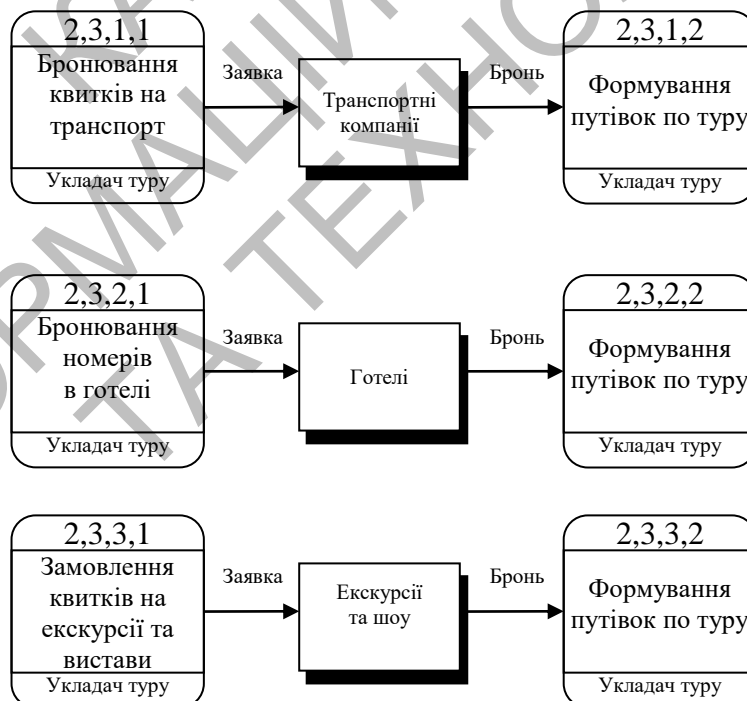 2,3,1,1
Бронювання
квитків на
транспорт
Укладач туру
Заявка
Транспортні
компанії
Бронь
2,3,1,2
Формування
путівок по туру
Укладач туру
2,3,2,1
Бронювання
номерів
в готелі
Укладач туру
Заявка
Готелі
Бронь
2,3,2,2
Формування
путівок по туру
Укладач туру
2,3,3,1
Замовлення
квитків на
екскурсії та
вистави
Укладач туру
Заявка
Екскурсії
та шоу
Бронь
2,3,3,2
Формування
путівок по туру
Укладач туру
ТА